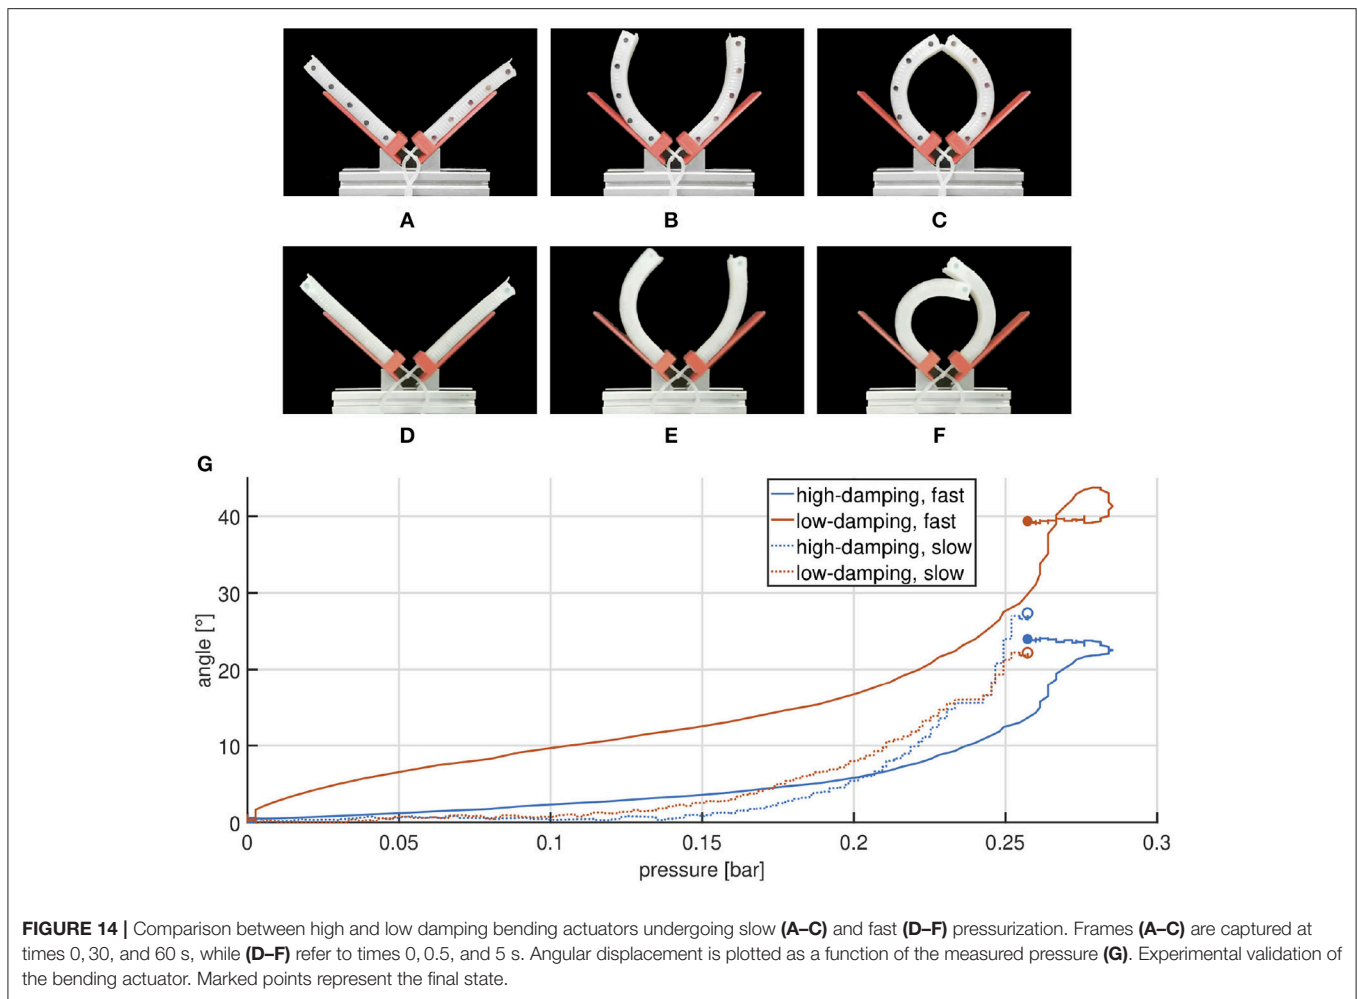 A
B
C
D
E
F
G
high-damping, fast
low-damping, fast
high-damping, slow
low-damping, slow
40
30
20
10
0
angle [°]
0
0.05
0.1
0.15
0.2
0.25
0.3
pressure [bar]
FIGURE 14 | Comparison between high and low damping bending actuators undergoing slow (A–C) and fast (D–F) pressurization. Frames (A–C) are captured at
times 0, 30, and 60 s, while (D–F) refer to times 0, 0.5, and 5 s. Angular displacement is plotted as a function of the measured pressure (G). Experimental validation of
the bending actuator. Marked points represent the final state.